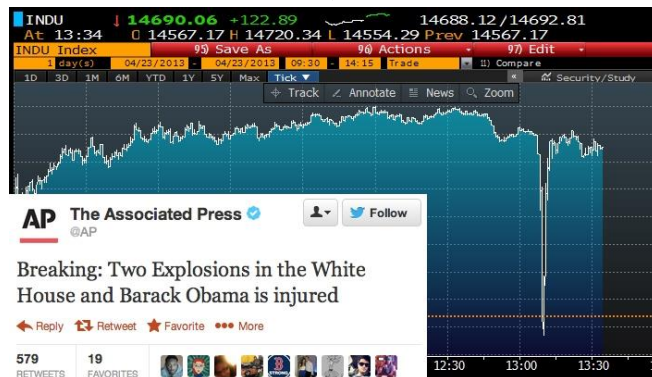 INDU ↓ 14690.06 +122.89 14688.12/14692.81
At 13:34 O 14567.17 H 14720.34 L 14554.29 Prev 14567.17
INDU Index 95) Save As 96) Actions 97) Edit
1 day(s) 04/23/2013 - 04/23/2013 09:30 - 14:15 Trade 11) Compare
1D 3D 1M 6M YTD 1Y 5Y Max Tick ▼ « Security/Study
Track Annotate News Zoom
AP The Associated Press
@AP
Follow
Breaking: Two Explosions in the White
House and Barack Obama is injured
Reply Retweet Favorite ••• More
579 19
RETWEETS FAVORITES
12:30 13:00 13:30